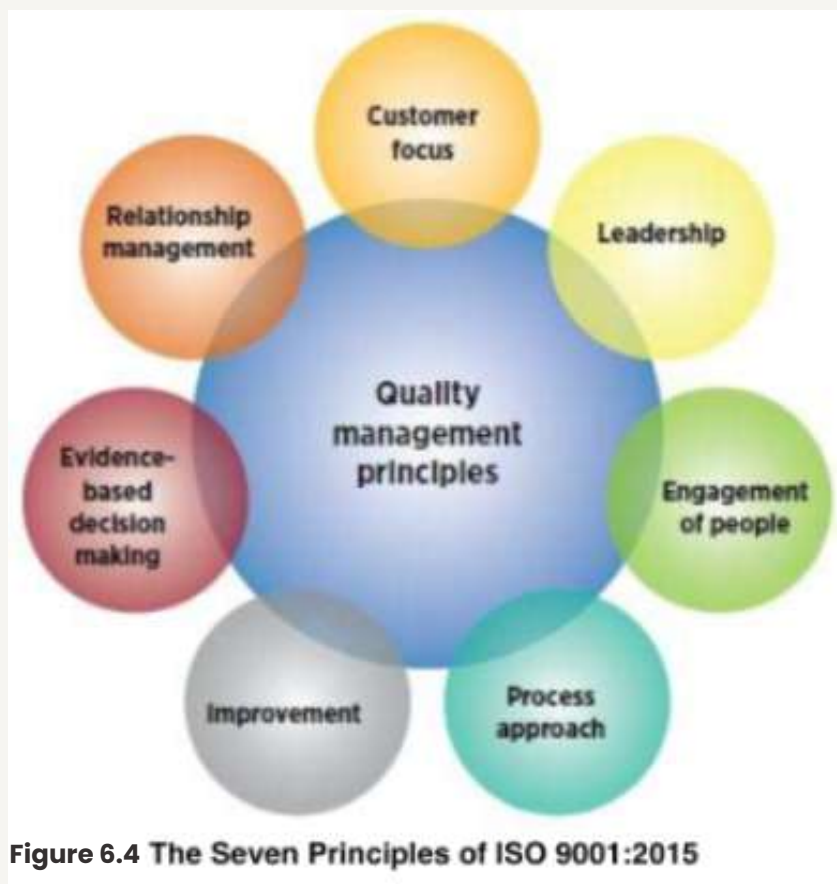 Customer
focus
Leadership
Engagement
of people
Process
approach
Improvement
Evidence-
based
decision
making
Relationship
management
Quality
management
principles
Figure 6.4 The Seven Principles of ISO 9001:2015